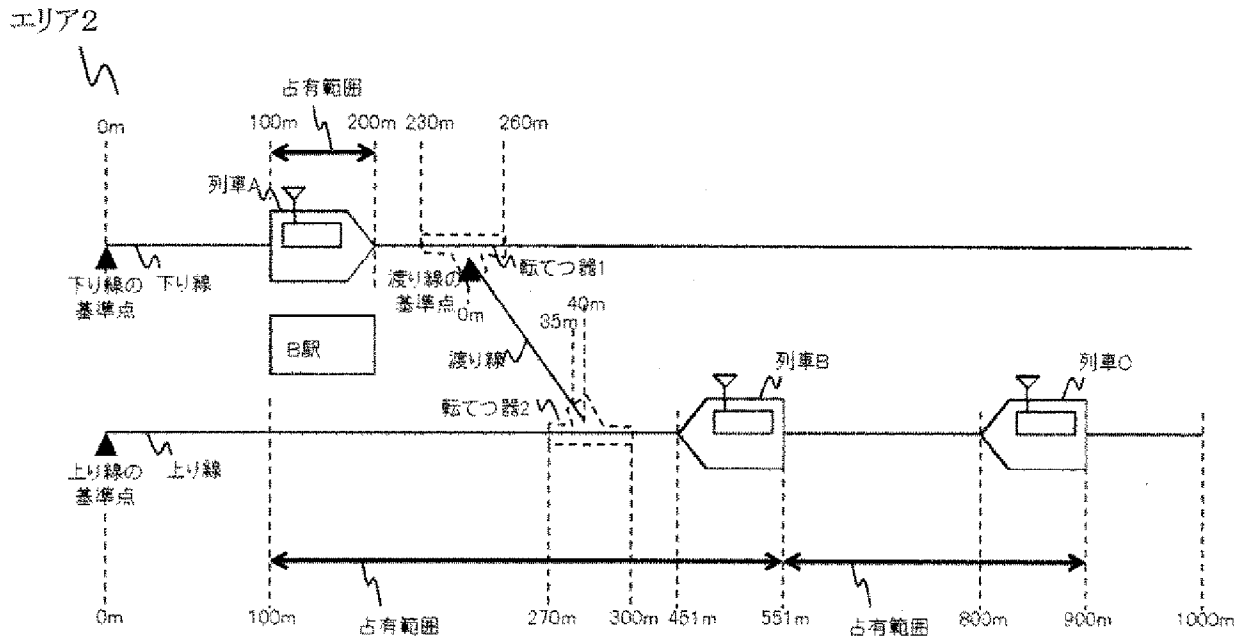 エリア2
占有範囲
0m
100m
200m
230m
260m
列車A
転てつ器1
下り線の
基準点
下り線
渡り線の
基準点
0m
40m
35m
B駅
渡り線
列車B
列車C
転てつ器2
上り線の
基準点
上り線
0m
100m
占有範囲
270m
300m
451m
551m
占有範囲
800m
900m
1000m